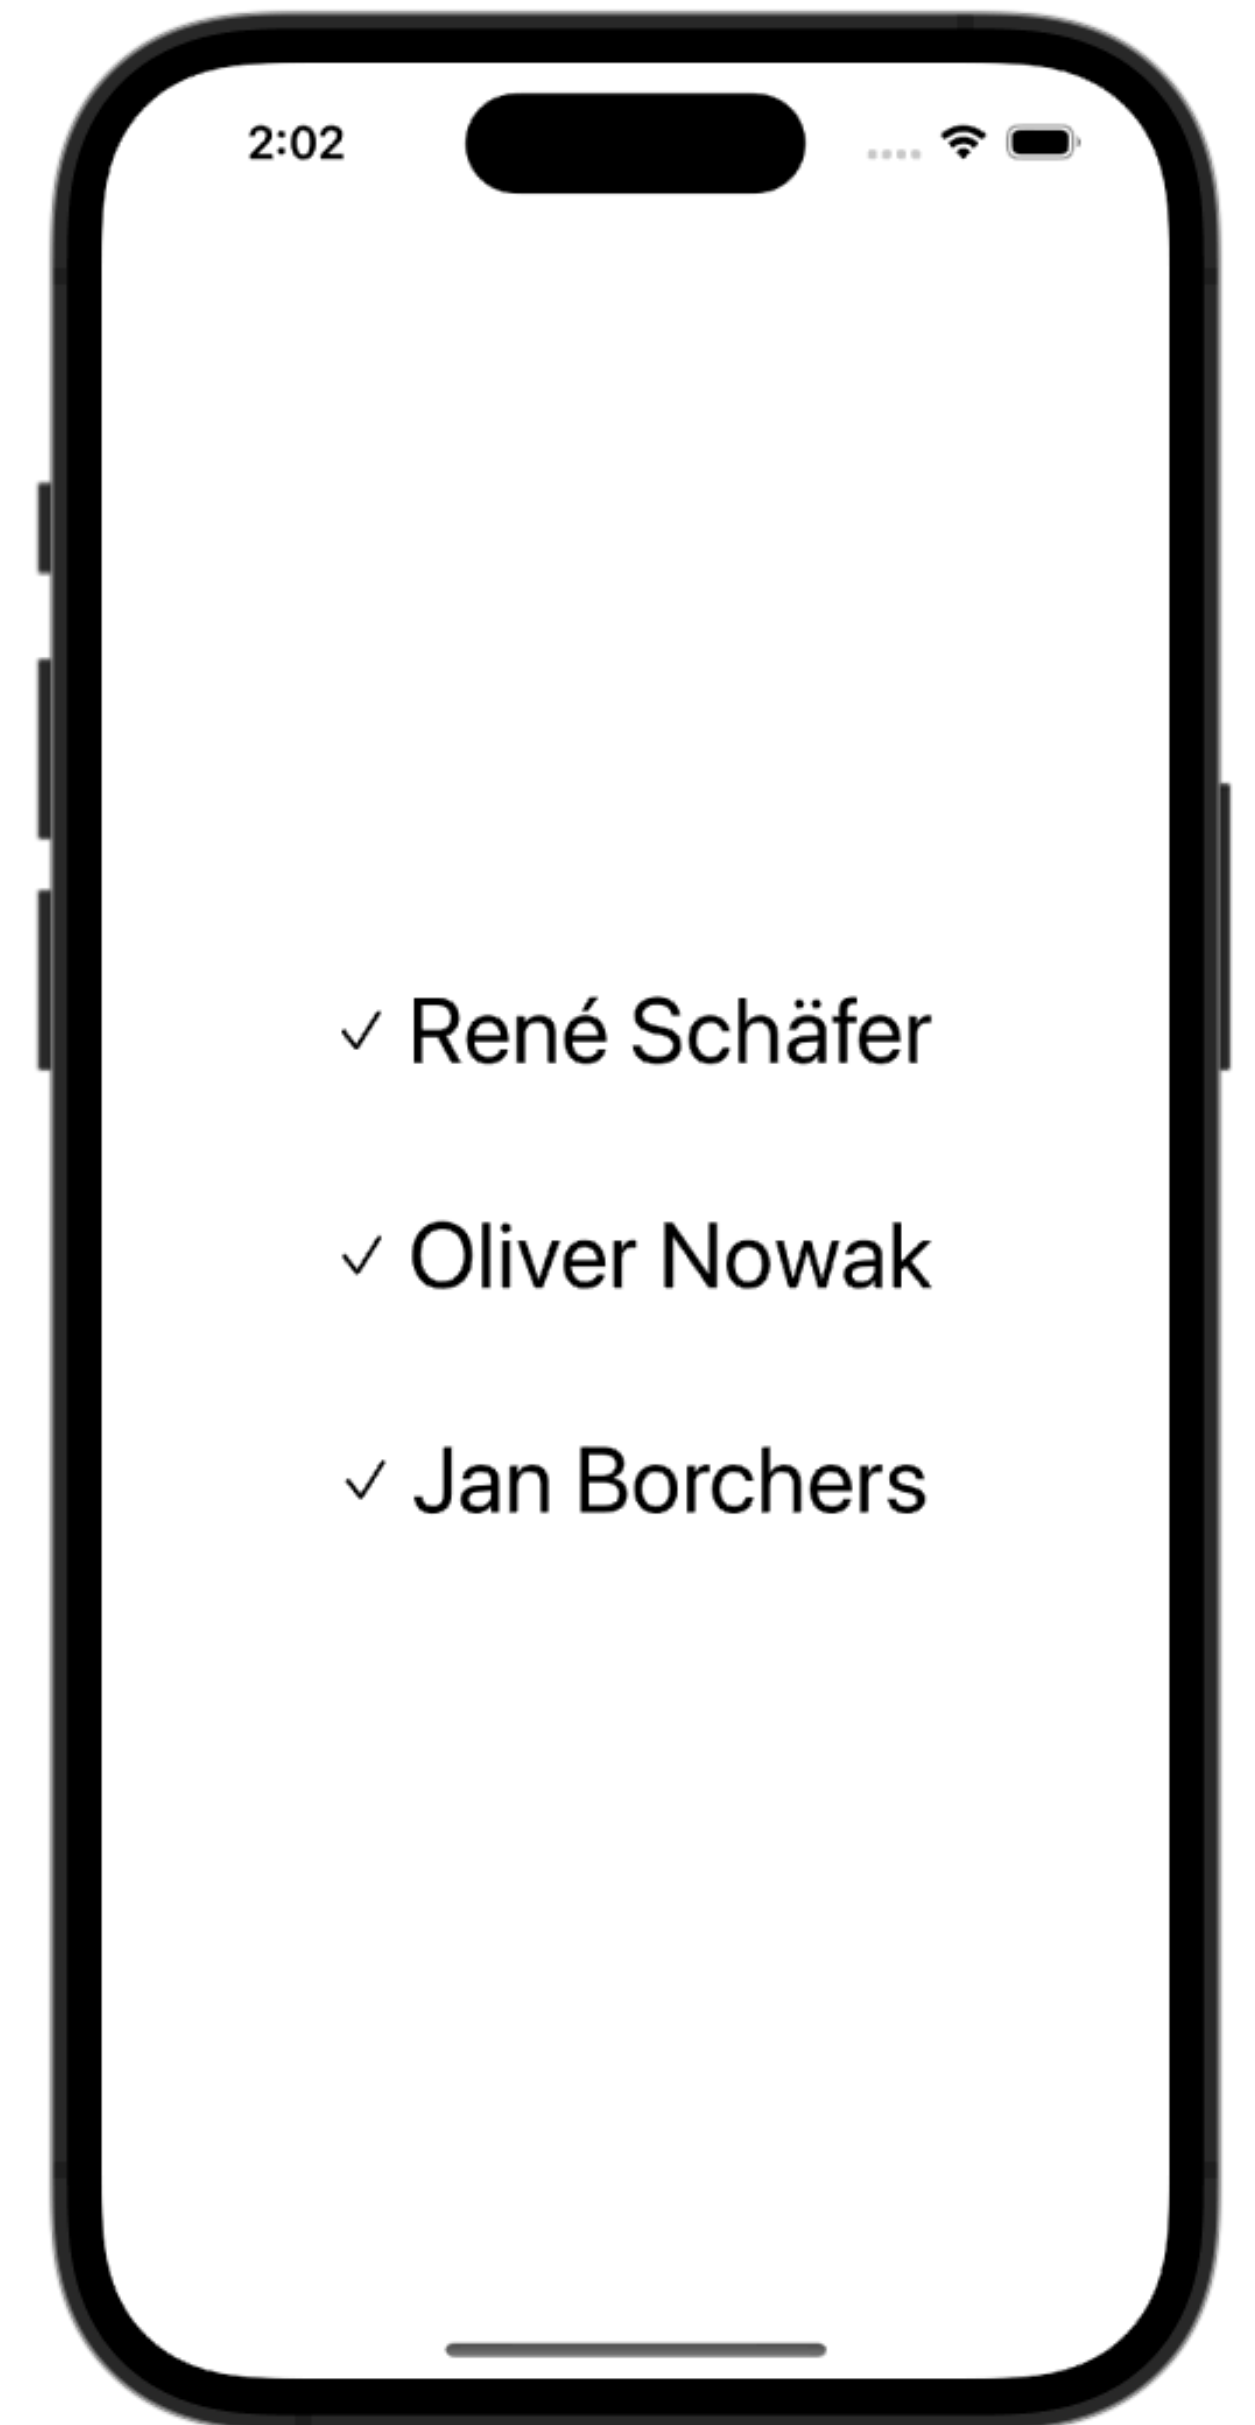 2:02
✓ René Schäfer
✓ Oliver Nowak
✓ Jan Borchers